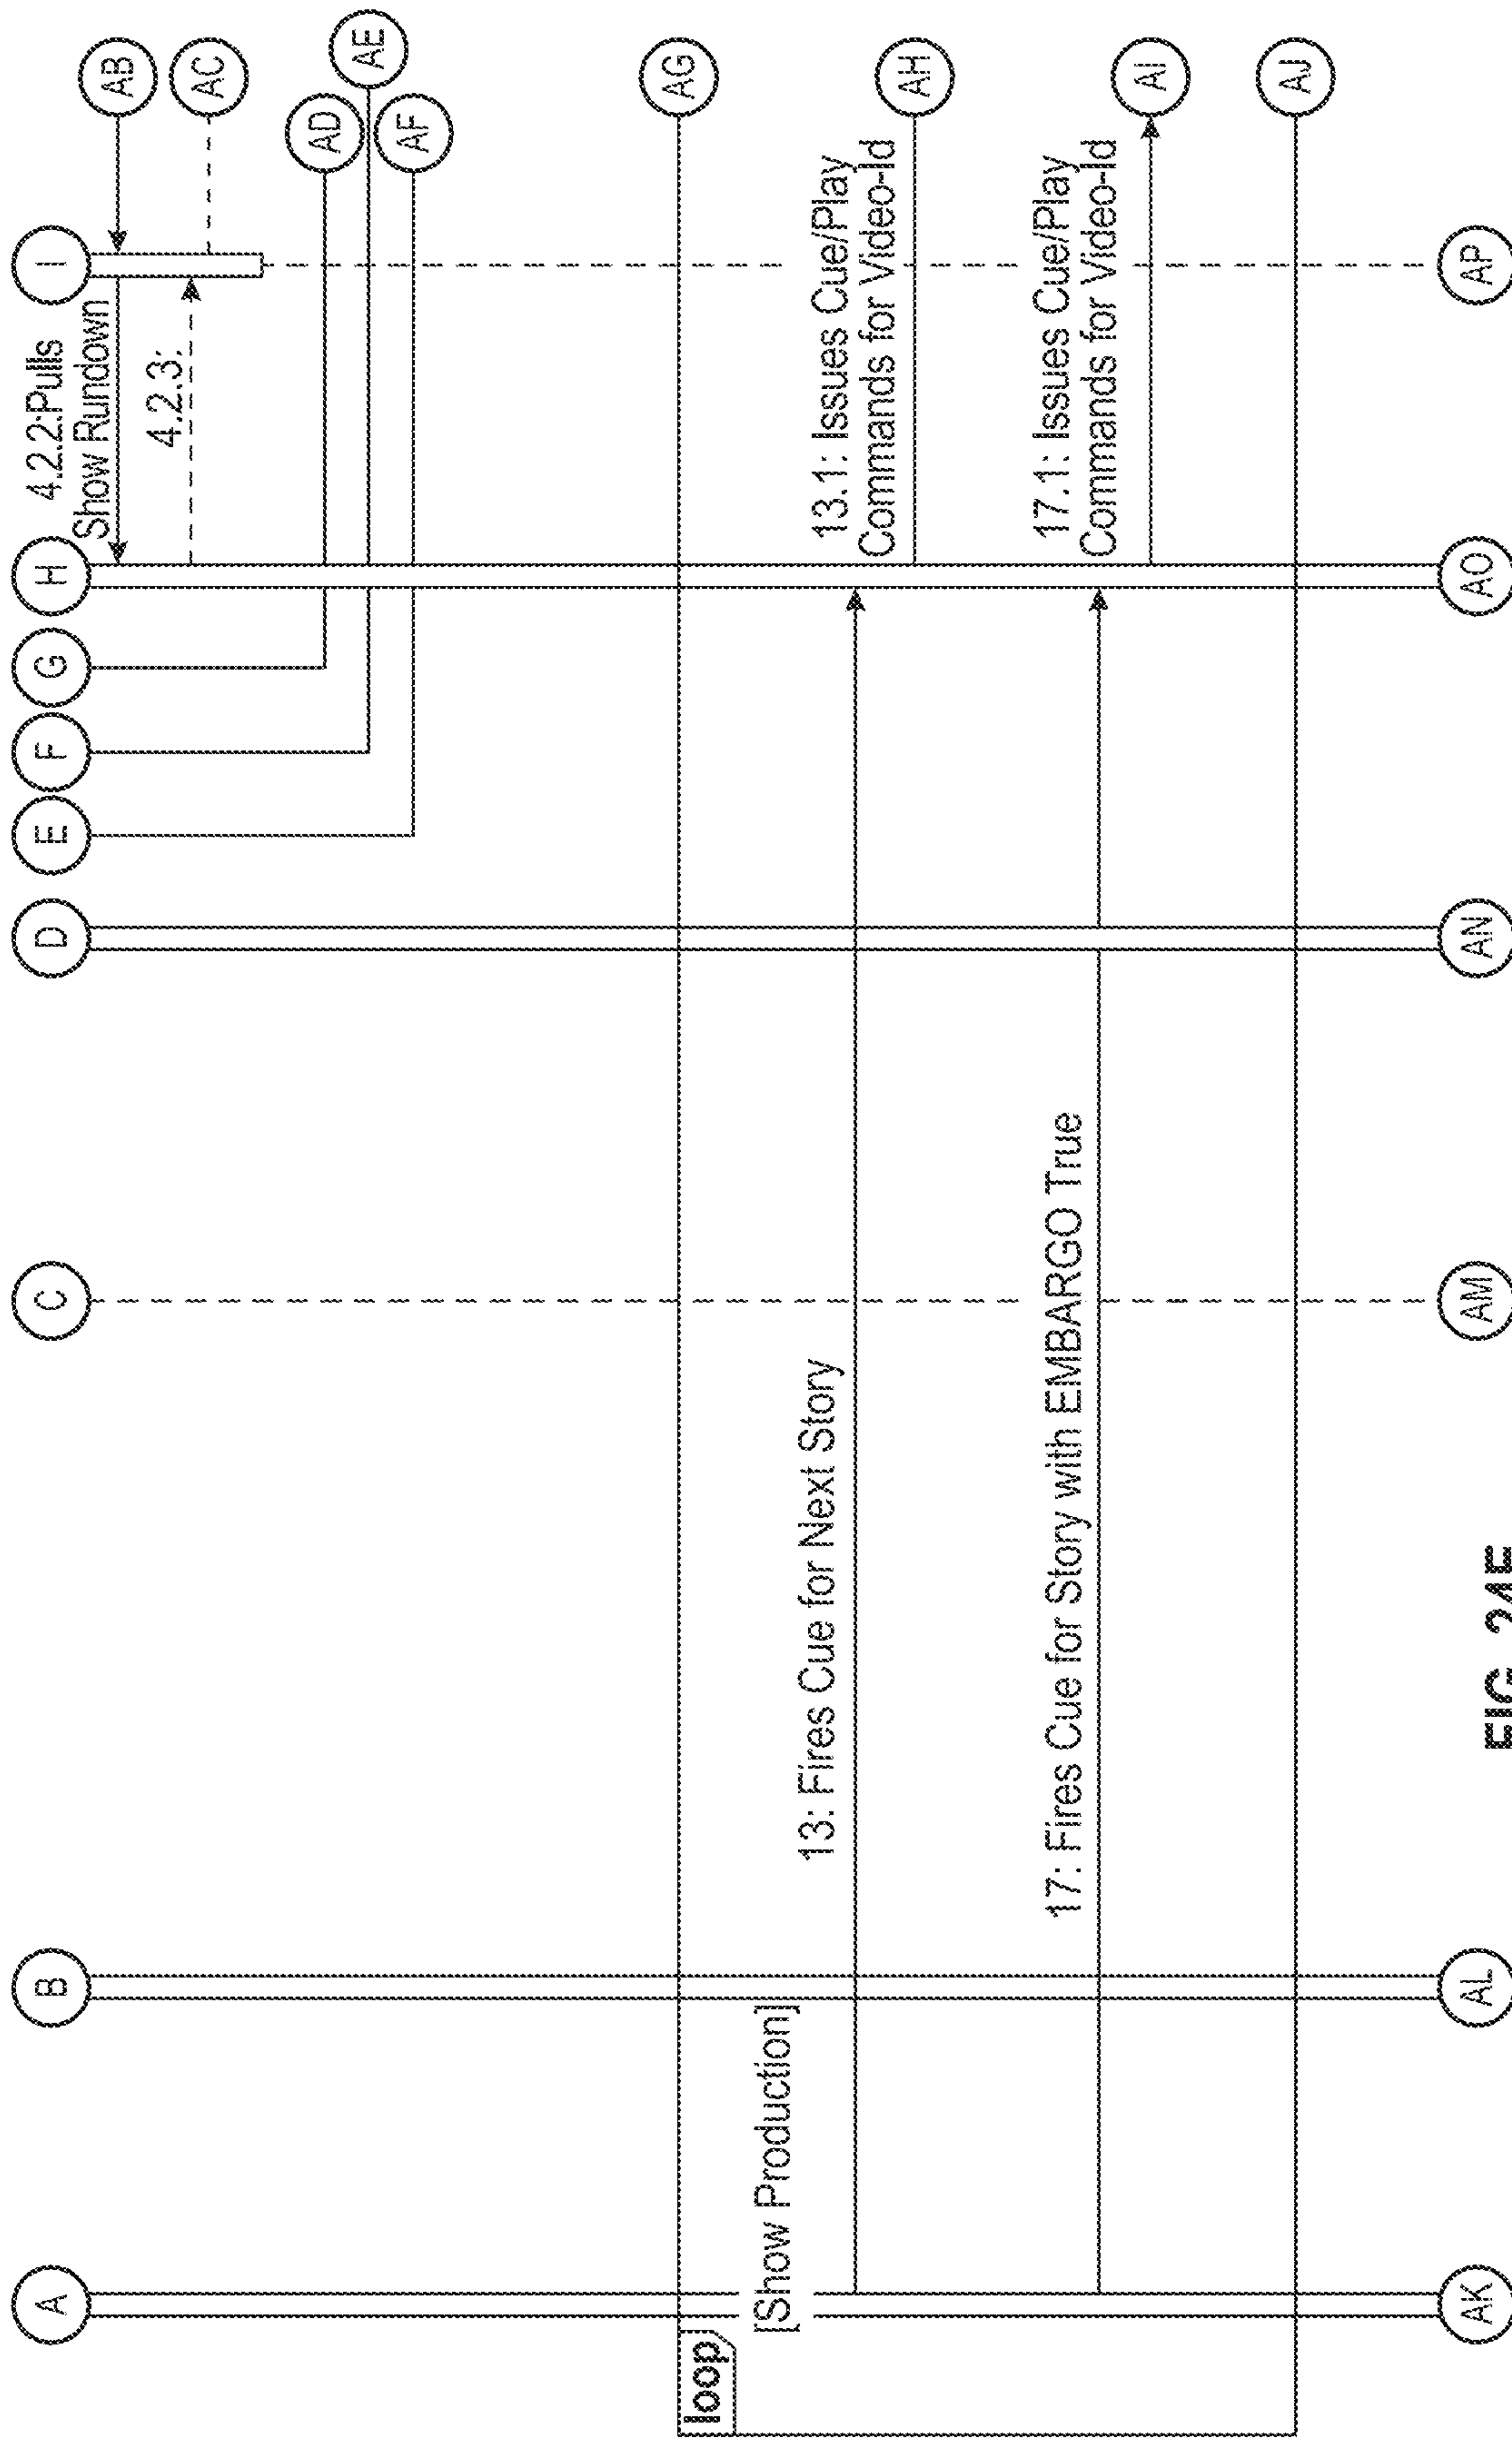 A
B
C
D
E
F
G
H
I
4.2.2:Pulls
Show Rundown
AB
4.2.3:
AC
AD
AE
AF
loop
AG
[Show Production]
13: Fires Cue for Next Story
13.1: Issues Cue/Play
Commands for Video-Id
AH
17: Fires Cue for Story with EMBARGO True
17.1: Issues Cue/Play
Commands for Video-Id
AI
AJ
AK
AL
AM
AN
AO
AP
FIG.